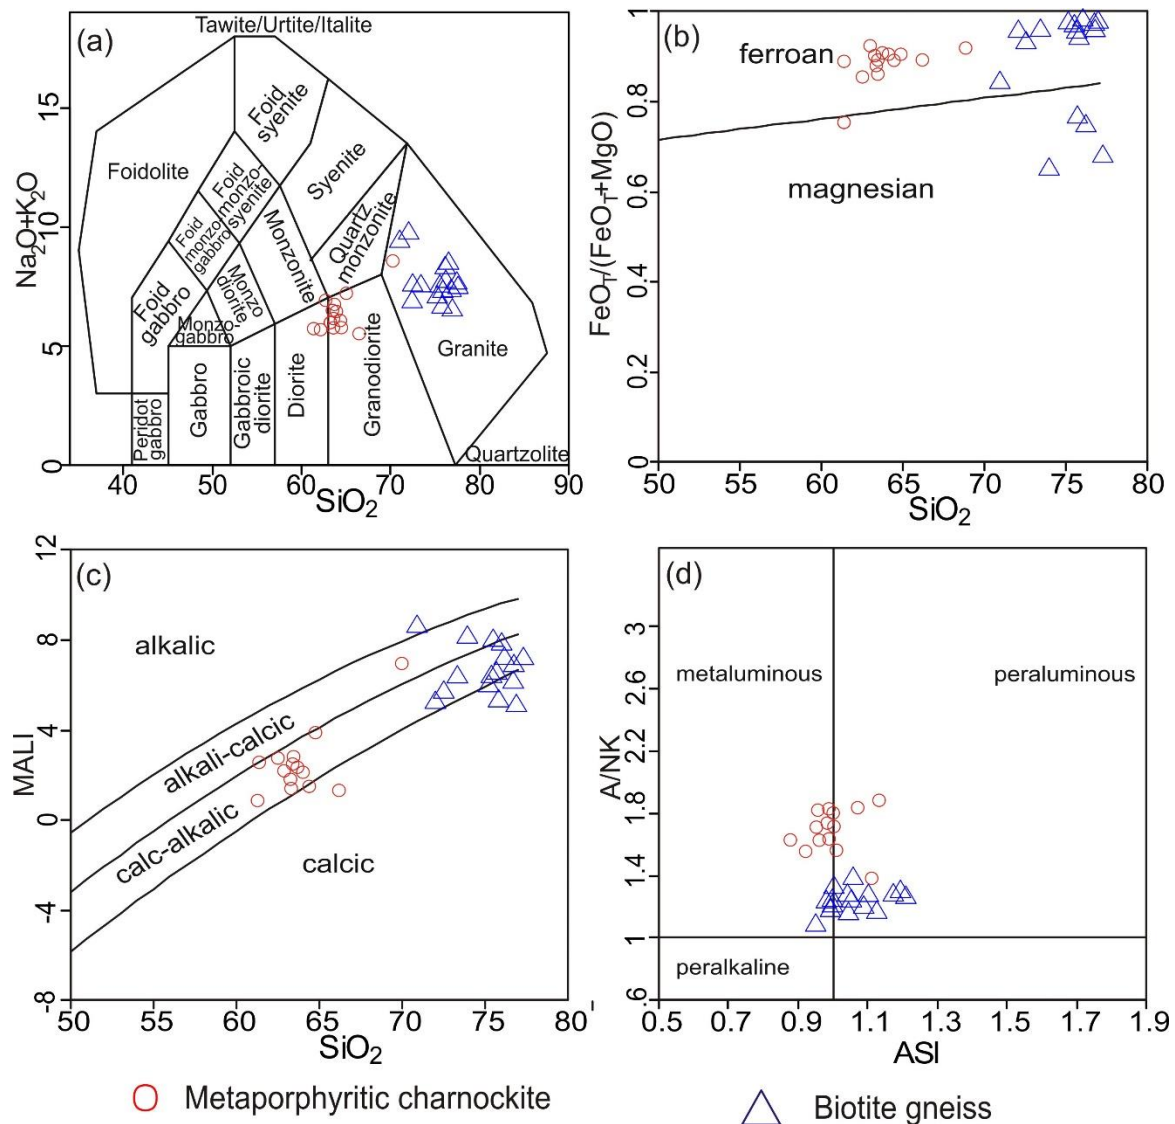 (a)
Tawite/Urtite/Italite
Foidolite
Foid
syenite
Foid
monzo-
syenite
Foid
monzo-
gabbro
Foid
gabbro
Syenite
Monzonite
Quartz
monzonite
Monzo
diorite
Monzo-
gabbro
Peridot
gabbro
Gabbro
Gabbroic
diorite
Diorite
Granodiorite
Granite
Quartzolite
Na2O+K2O
0
5
10
15
40
50
60
70
80
90
SiO2
(b)
ferroan
magnesian
FeOT/(FeOT+MgO)
0
.2
.4
0.6
0.8
1
50
55
60
65
70
75
80
SiO2
(c)
alkalic
alkali-calcic
calc-alkalic
calcic
MALI
-8
-4
0
4
8
12
50
55
60
65
70
75
80
SiO2
(d)
metaluminous
peraluminous
peralkaline
A/NK
.6
1
1.4
1.8
2.2
2.6
3
0.5
0.7
0.9
1.1
1.3
1.5
1.7
1.9
ASI
Metaporphyritic charnockite
Biotite gneiss